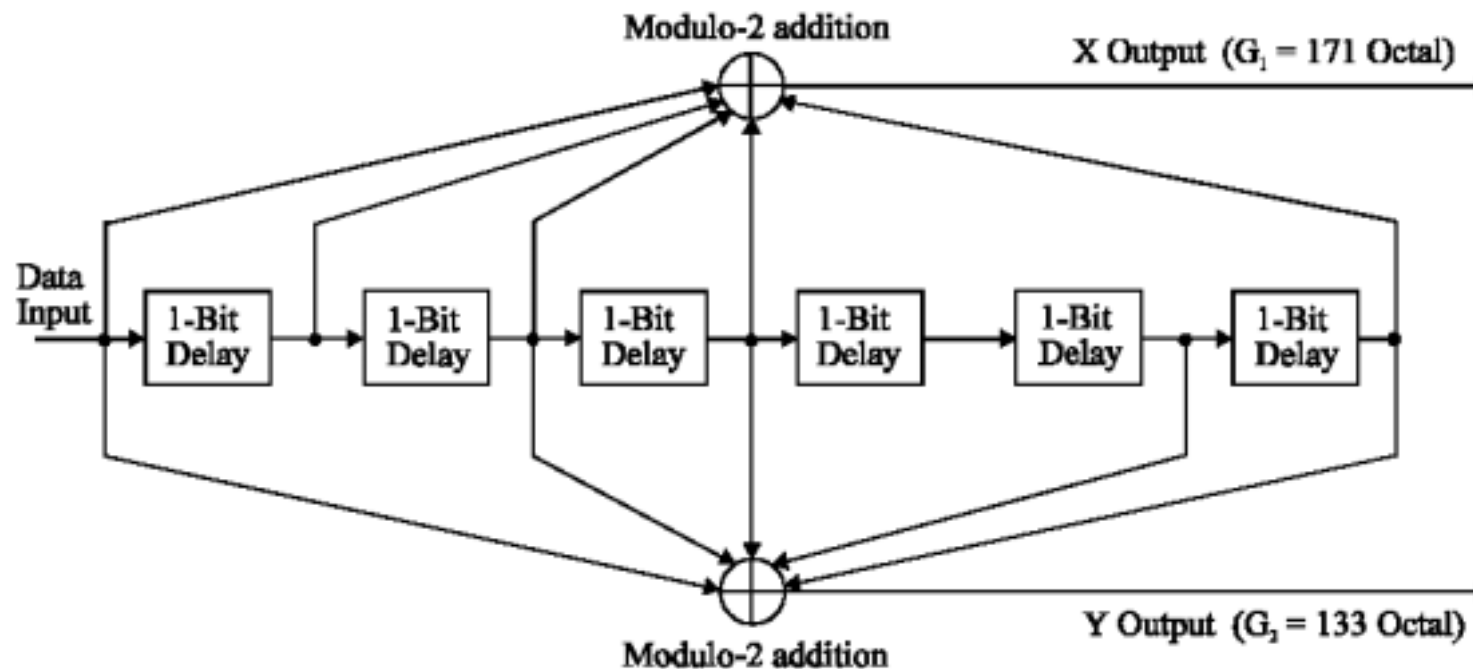 Modulo-2 addition
X Output (G₁ = 171 Octal)
Data
Input
1-Bit
Delay
1-Bit
Delay
1-Bit
Delay
1-Bit
Delay
1-Bit
Delay
1-Bit
Delay
Y Output (G₂ = 133 Octal)
Modulo-2 addition